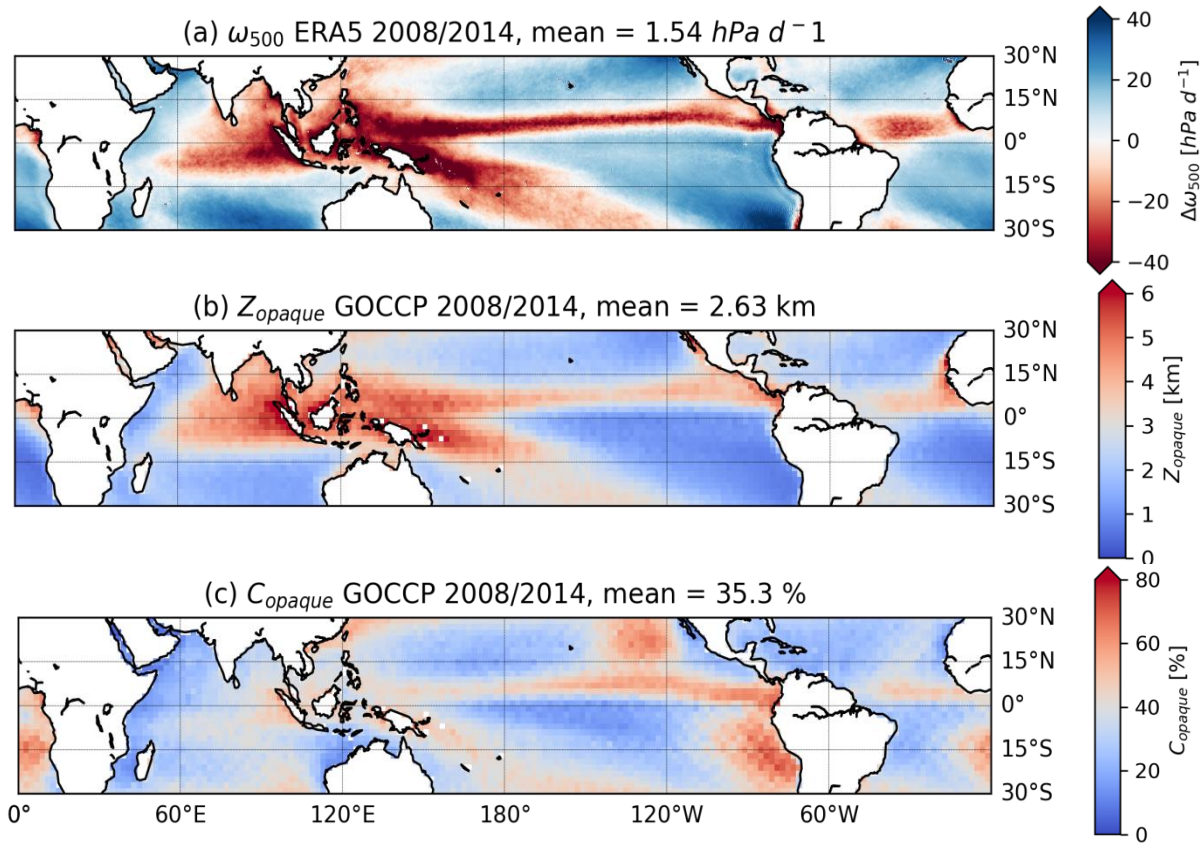 (a) ω500 ERA5 2008/2014, mean = 1.54 hPa d − 1
30°N
15°N
0°
15°S
30°S
40
20
0
−20
−40
Δω500 [hPa d−1]
(b) Zopaque GOCCP 2008/2014, mean = 2.63 km
30°N
15°N
0°
15°S
30°S
6
5
4
3
2
1
0
Zopaque [km]
(c) Copaque GOCCP 2008/2014, mean = 35.3 %
30°N
15°N
0°
15°S
30°S
0°
60°E
120°E
180°
120°W
60°W
80
60
40
20
0
Copaque [%]